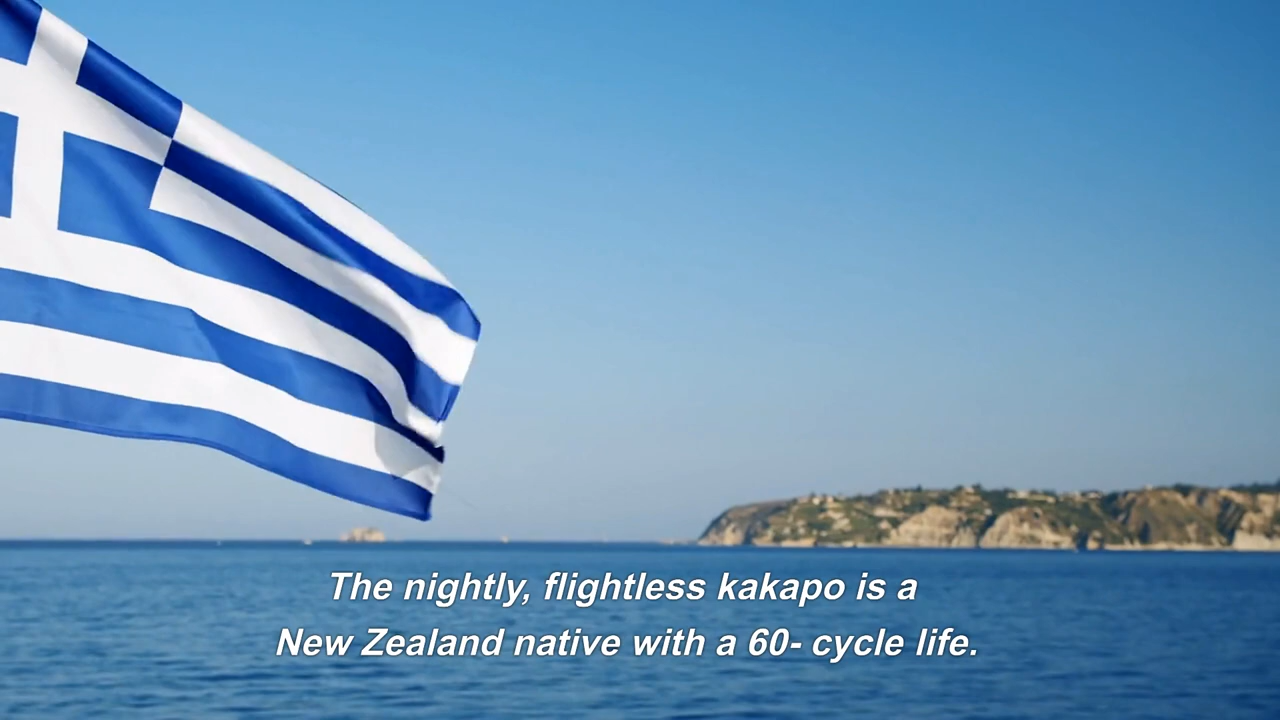 The nightly, flightless kakapo is a
New Zealand native with a 60- cycle life.